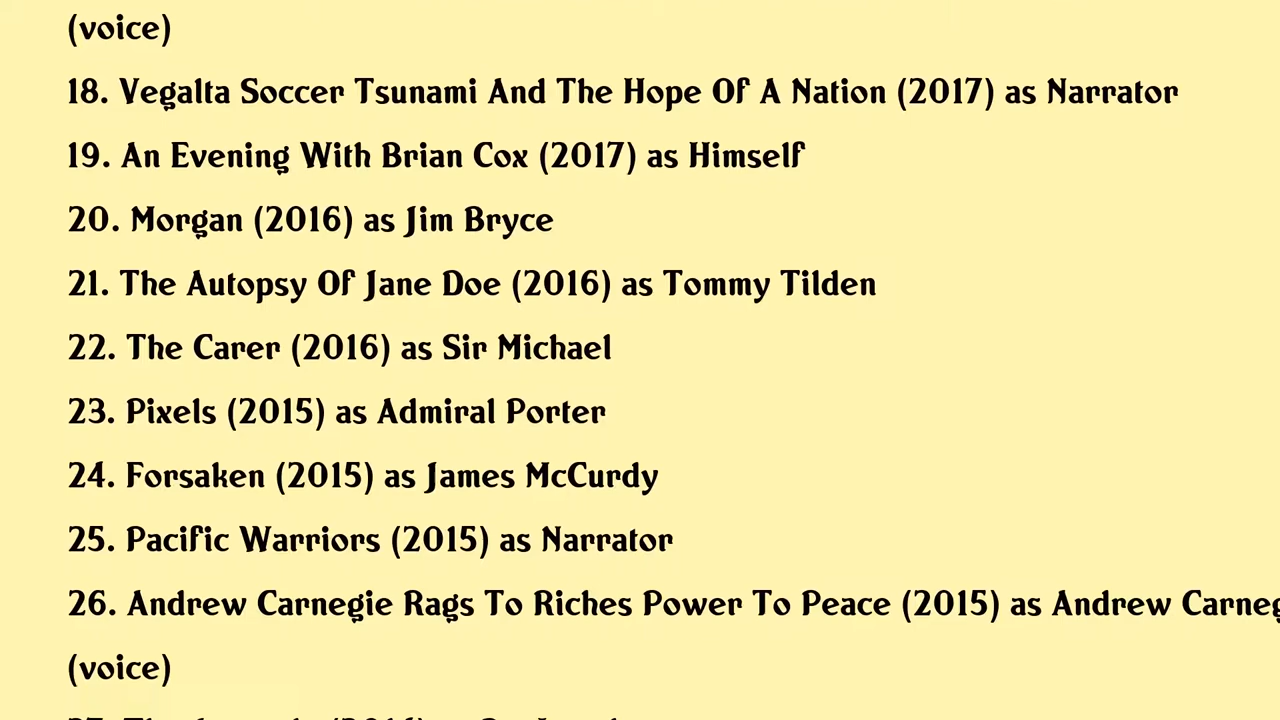 (voice)
18. Vegalta Soccer Tsunami And The Hope Of A Nation (2017) as Narrator
19. An Evening With Brian Cox (2017) as Himself
20. Morgan (2016) as Jim Bryce
21. The Autopsy Of Jane Doe (2016) as Tommy Tilden
22. The Carer (2016) as Sir Michael
23. Pixels (2015) as Admiral Porter
24. Forsaken (2015) as James McCurdy
25. Pacific Warriors (2015) as Narrator
26. Andrew Carnegie Rags To Riches Power To Peace (2015) as Andrew
(voice)